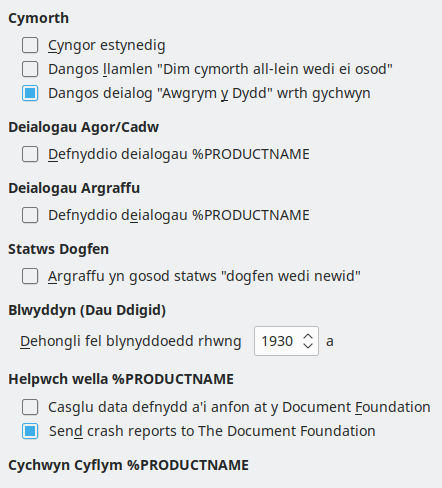 Cymorth
Cyngor estynedig
Dangos llamlen "Dim cymorth all-lein wedi ei osod"
Dangos deialog "Awgrym y Dydd" wrth gychwyn
Deialogau Agor/Cadw
Defnyddio deialogau %PRODUCTNAME
Deialogau Argraffu
Defnyddio deialogau %PRODUCTNAME
Statws Dogfen
Argraffu yn gosod statws "dogfen wedi newid"
Blwyddyn (Dau Ddigid)
Dehongli fel blynyddoedd rhwng 1930 a
Helpwch wella %PRODUCTNAME
Casglu data defnydd a'i anfon at y Document Foundation
Send crash reports to The Document Foundation
Cychwyn Cyflym %PRODUCTNAME